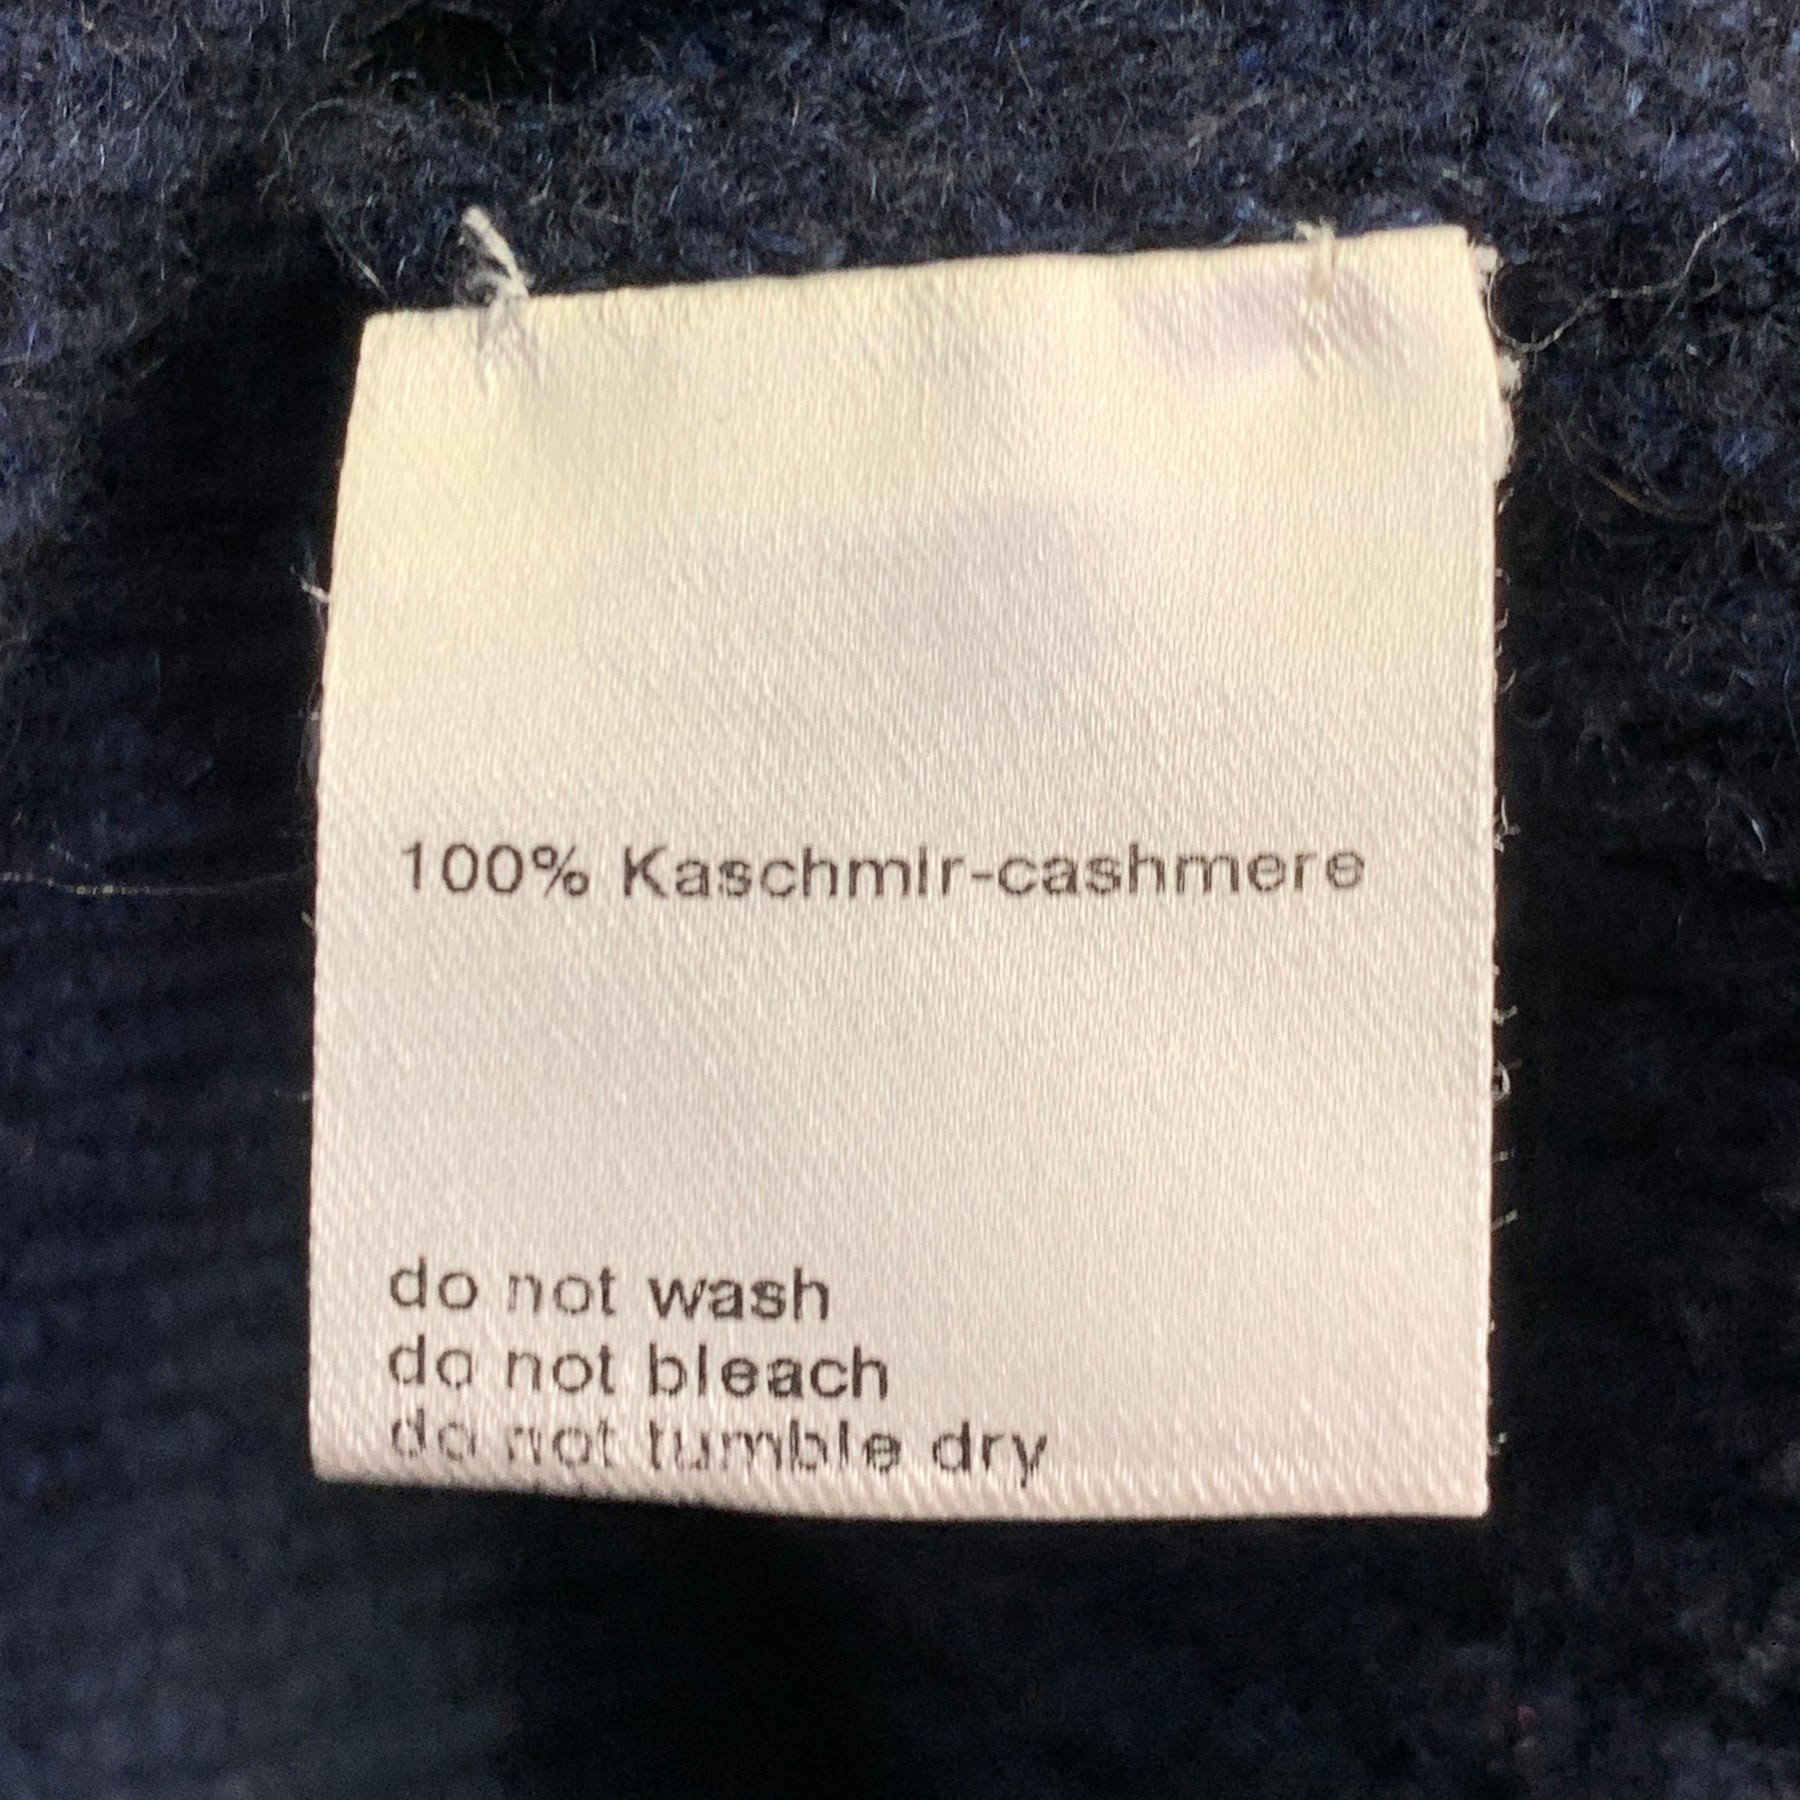 100% Kaschmir-cashmere
do not wash
do not bleach
do not tumble dry